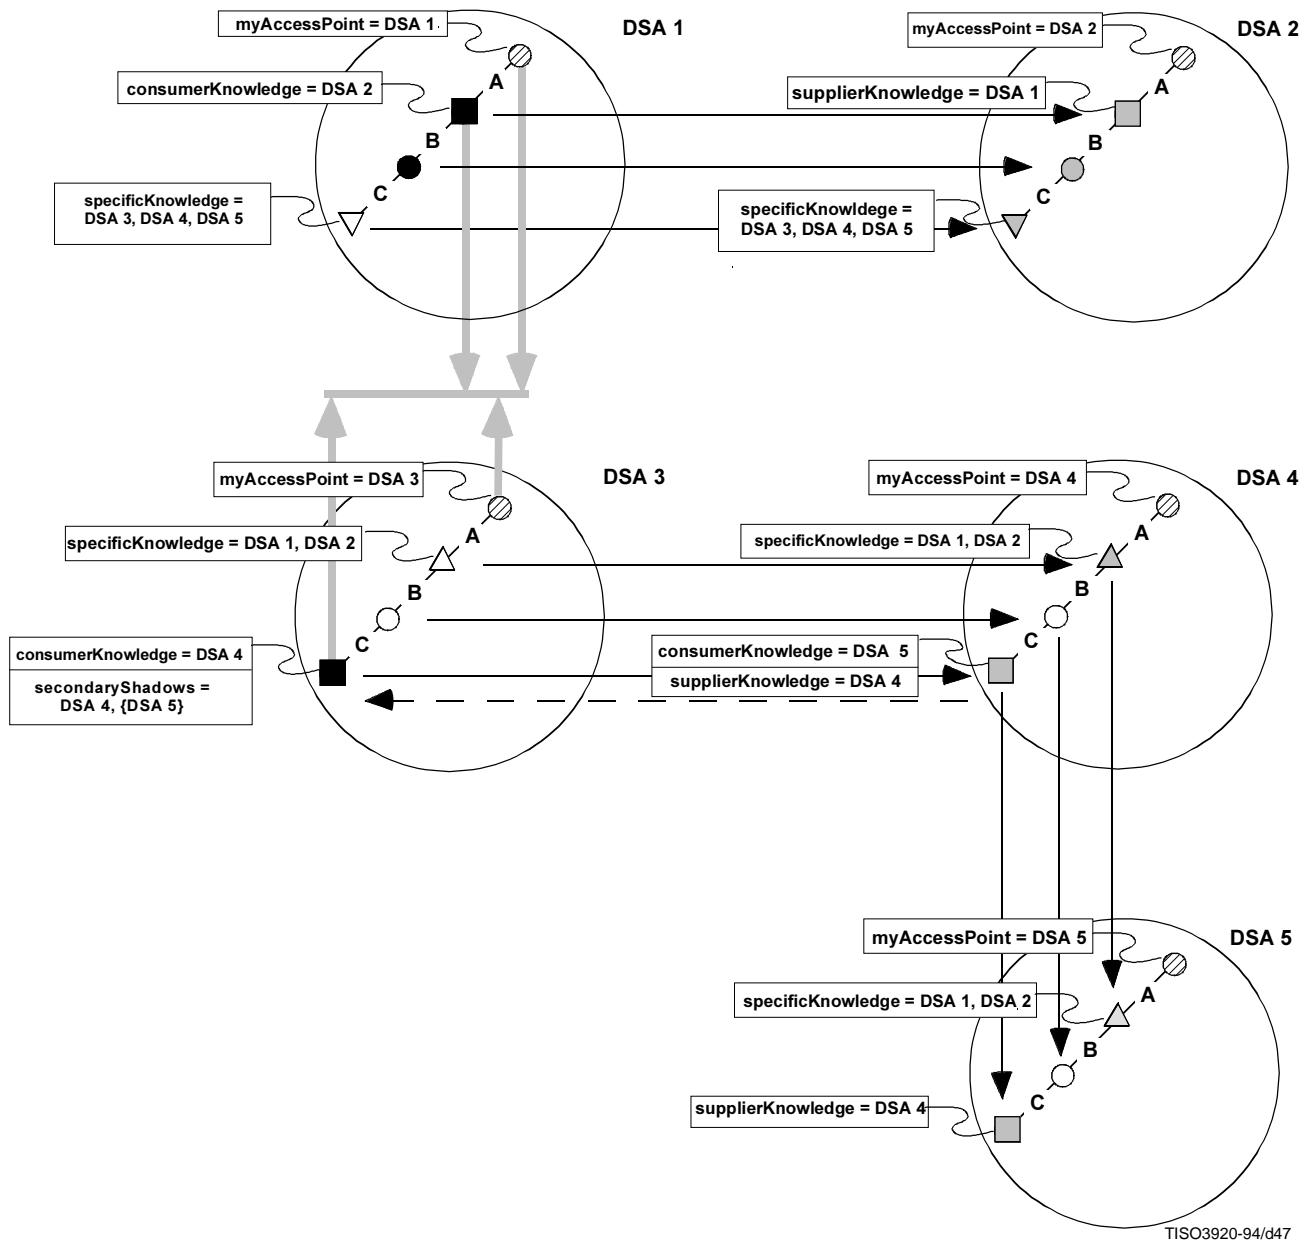 myAccessPoint = DSA 1
DSA 1
A
consumerKnowledge = DSA 2
B
C
specificKnowledge =
DSA 3, DSA 4, DSA 5
myAccessPoint = DSA 2
DSA 2
A
supplierKnowledge = DSA 1
B
C
specificKnowldege =
DSA 3, DSA 4, DSA 5
myAccessPoint = DSA 3
DSA 3
A
specificKnowledge = DSA 1, DSA 2
B
C
consumerKnowledge = DSA 4
secondaryShadows =
DSA 4, {DSA 5}
myAccessPoint = DSA 4
DSA 4
A
specificKnowledge = DSA 1, DSA 2
B
C
consumerKnowledge = DSA 5
supplierKnowledge = DSA 4
myAccessPoint = DSA 5
DSA 5
A
specificKnowledge = DSA 1, DSA 2
B
C
supplierKnowledge = DSA 4
TISO3920-94/d47